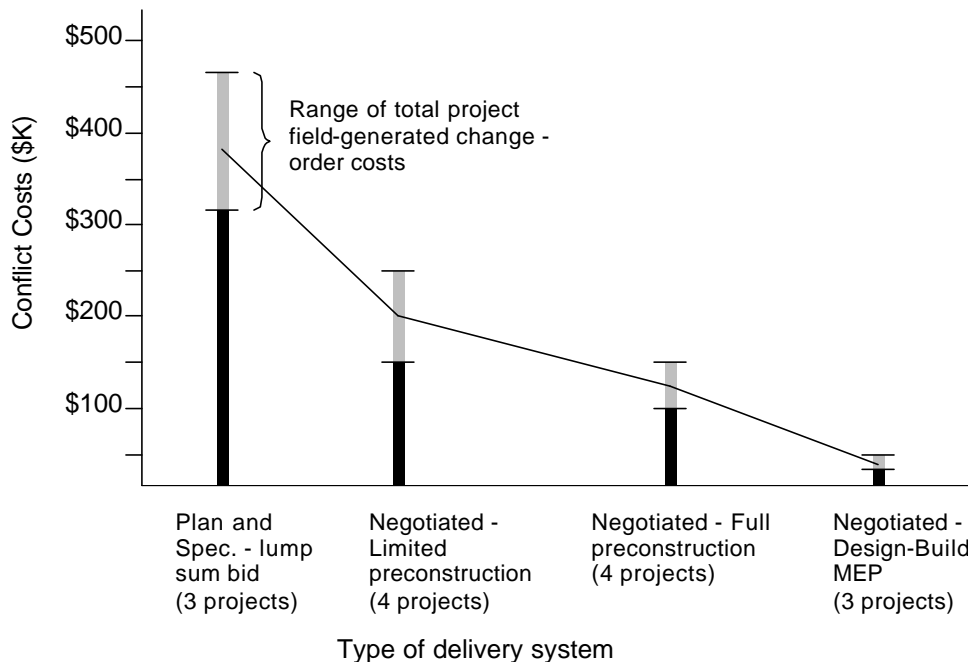 $500
$400
$300
$200
$100
Conflict Costs ($K)
Range of total project
field-generated change -
order costs
Plan and
Spec. - lump
sum bid
(3 projects)
Negotiated -
Limited
preconstruction
(4 projects)
Negotiated - Full
preconstruction
(4 projects)
Negotiated -
Design-Build
MEP
(3 projects)
Type of delivery system